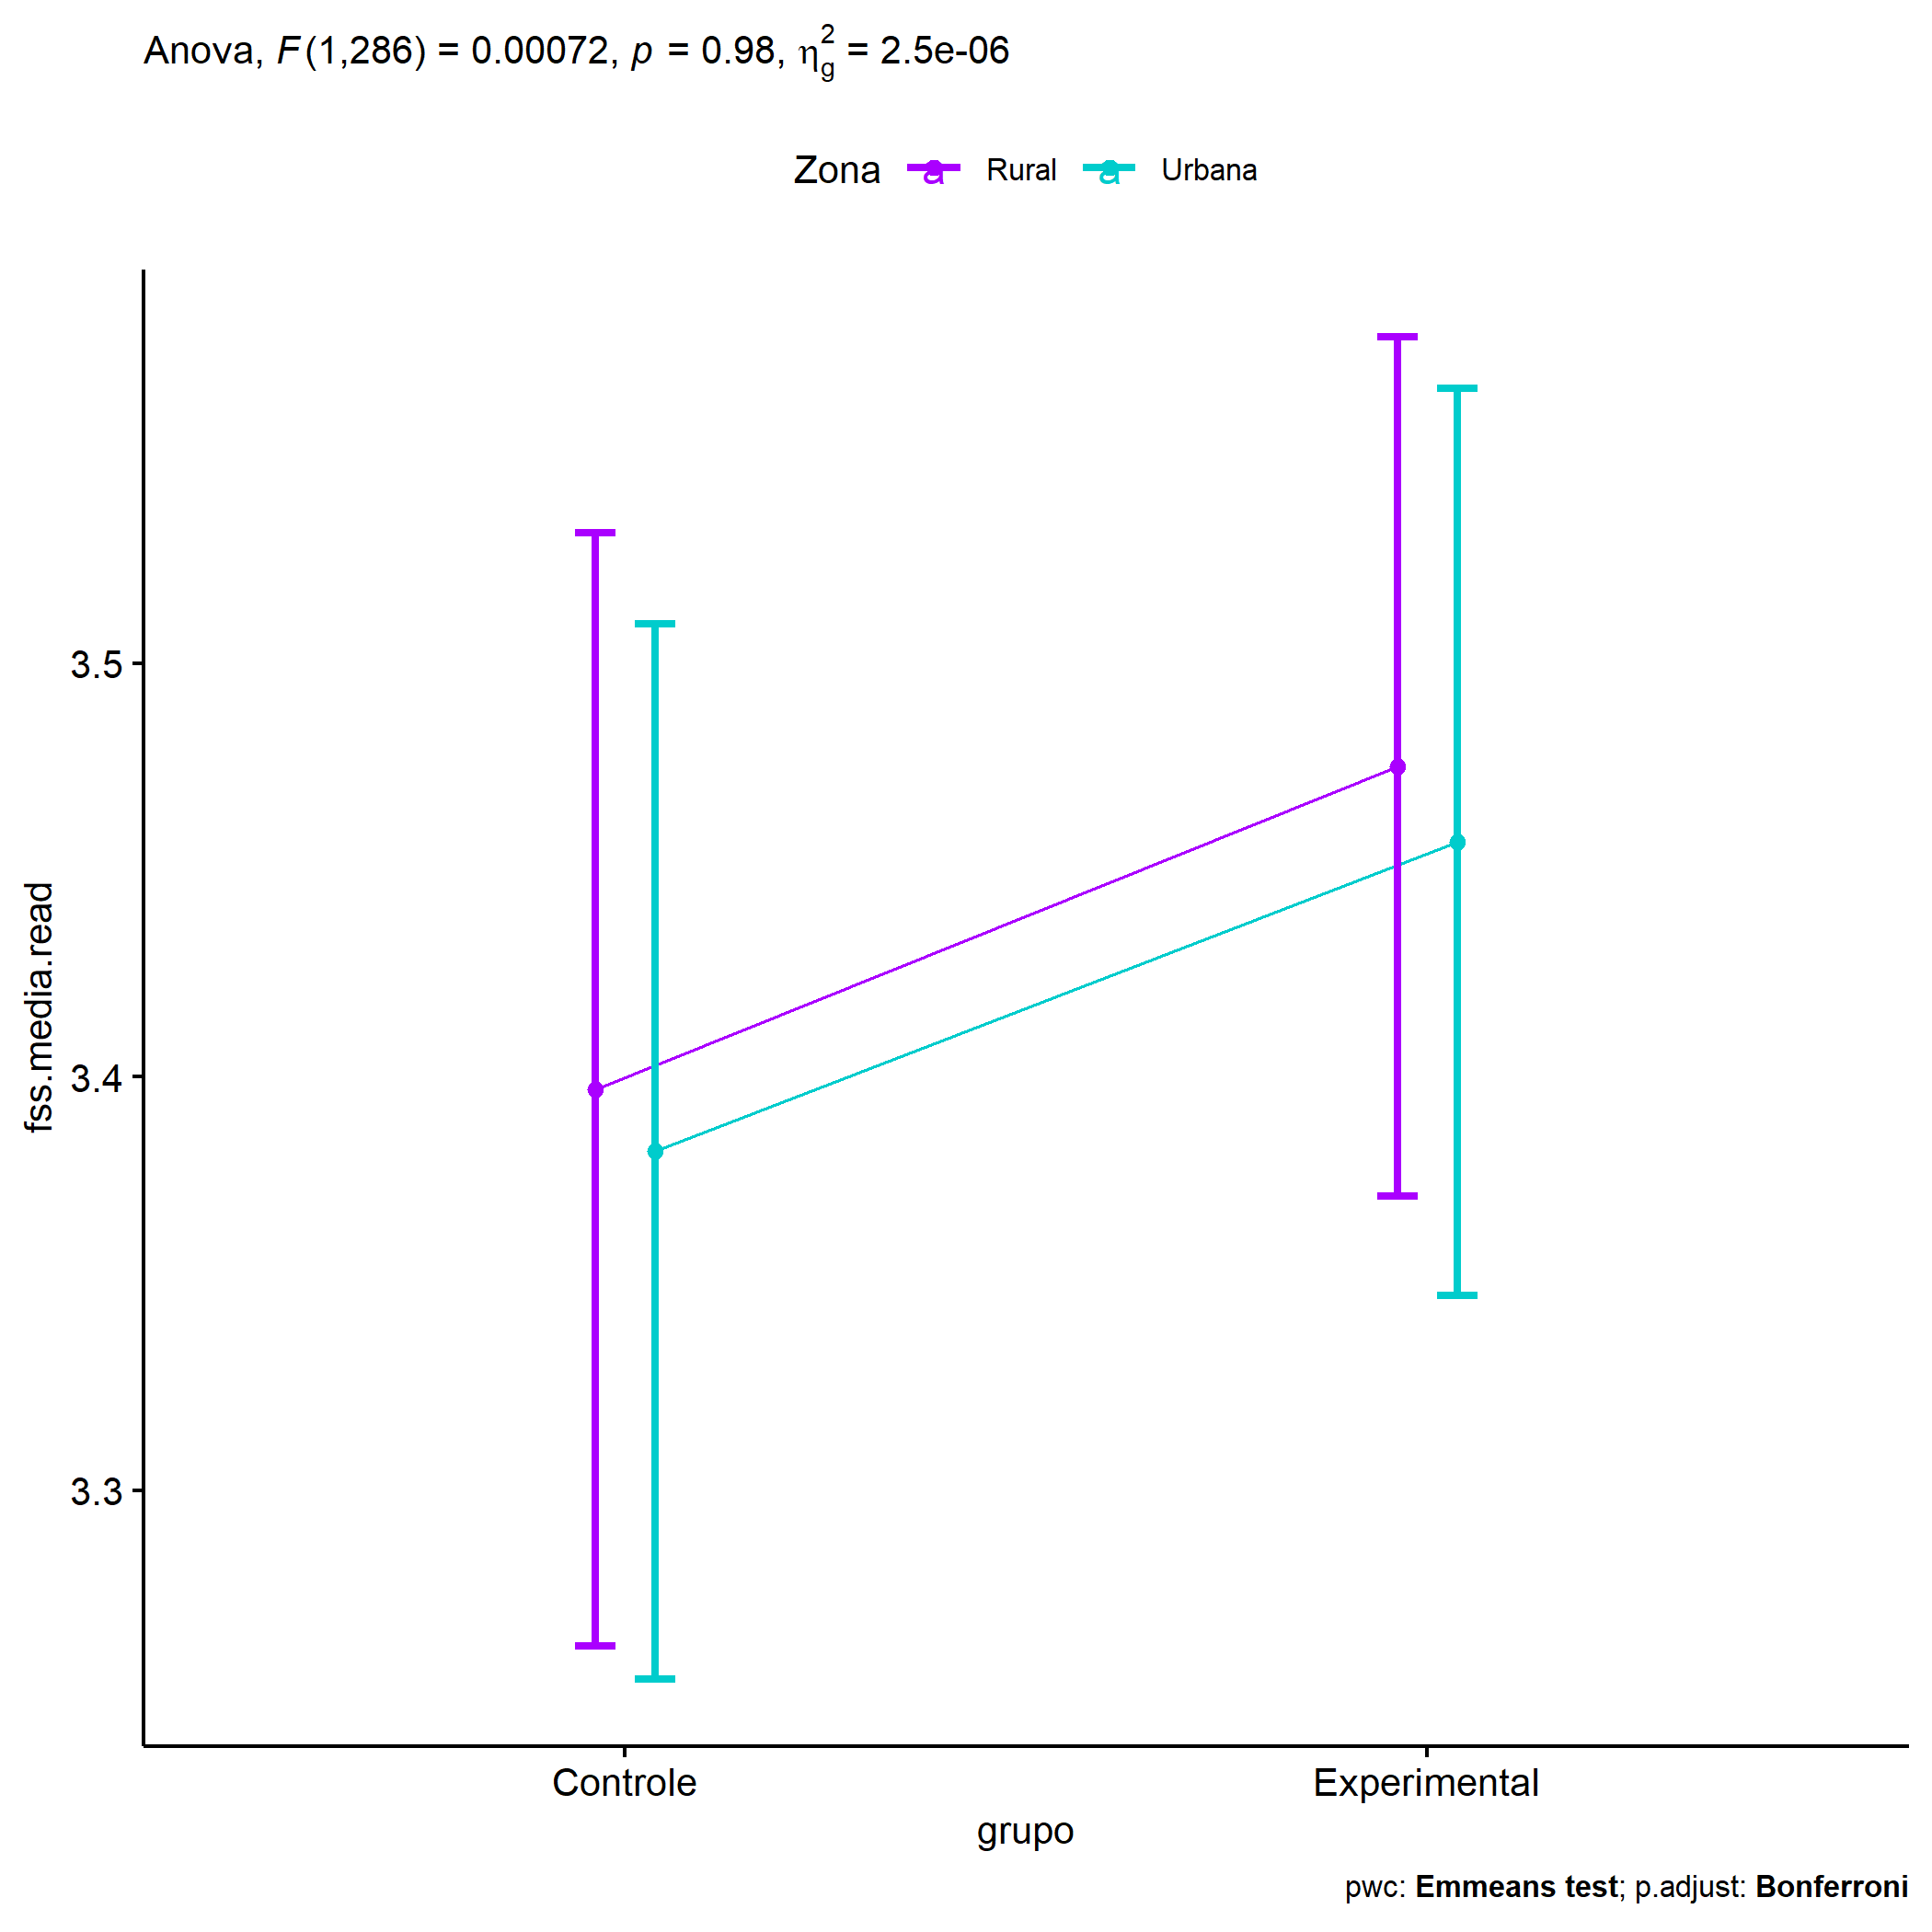 Anova, F(1,286) = 0.00072, p = 0.98, η²g = 2.5e-06
Zona a Rural a Urbana
3.5
3.4
3.3
fss.media.read
Controle Experimental
grupo
pwc: Emmeans test; p.adjust: Bonferroni